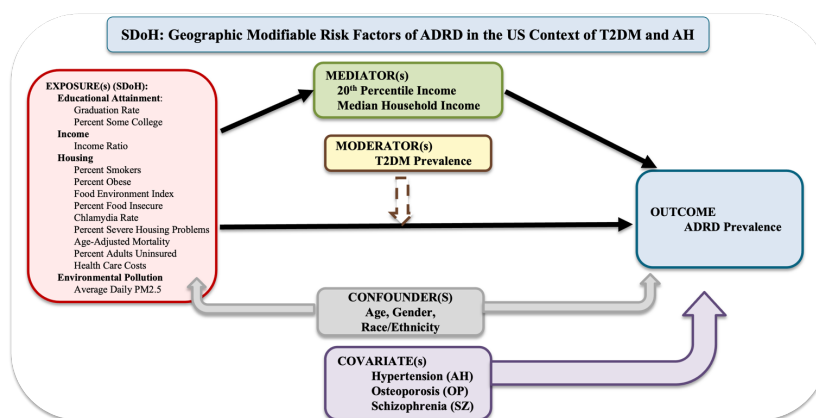 SDoH: Geographic Modifiable Risk Factors of ADRD in the US Context of T2DM and AH
EXPOSURE(s) (SDoH):
Educational Attainment:
Graduation Rate
Percent Some College
Income
Income Ratio
Housing
Percent Smokers
Percent Obese
Food Environment Index
Percent Food Insecure
Chlamydia Rate
Percent Severe Housing Problems
Age-Adjusted Mortality
Percent Adults Uninsured
Health Care Costs
Environmental Pollution
Average Daily PM2.5
MEDIATOR(s)
20th Percentile Income
Median Household Income
MODERATOR(s)
T2DM Prevalence
OUTCOME
ADRD Prevalence
CONFOUNDER(S)
Age, Gender,
Race/Ethnicity
COVARIATE(s)
Hypertension (AH)
Osteoporosis (OP)
Schizophrenia (SZ)